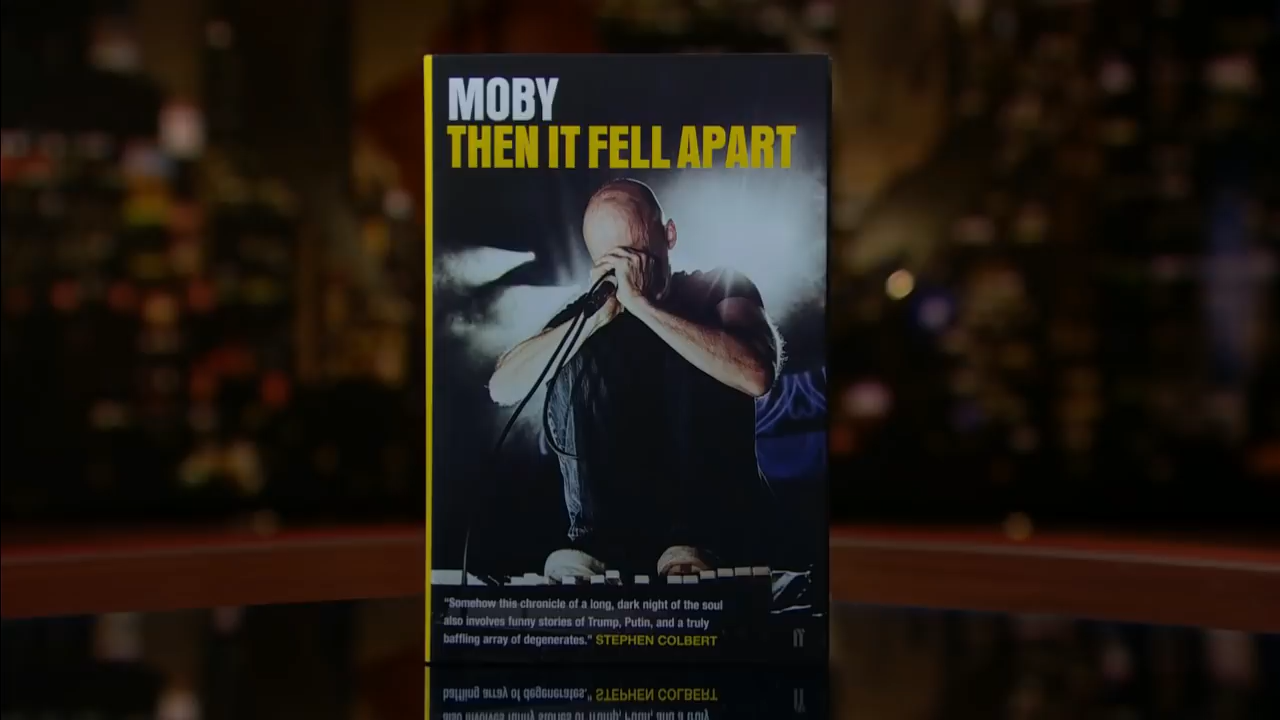 MOBY
THEN IT FELL APART
"Somehow this chronicle of a long, dark night of the soul
also involves funny stories of Trump, Putin, and a truly
baffling array of degenerates." STEPHEN COLBERT